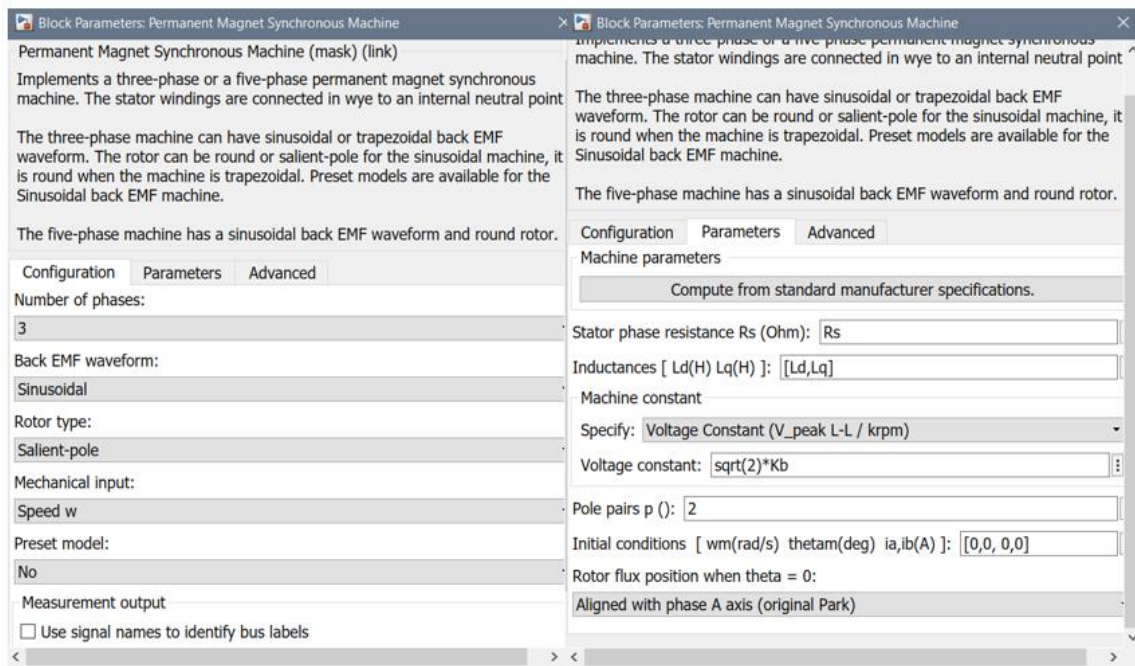 Block Parameters: Permanent Magnet Synchronous Machine
Permanent Magnet Synchronous Machine (mask) (link)
Implements a three-phase or a five-phase permanent magnet synchronous
machine. The stator windings are connected in wye to an internal neutral point
The three-phase machine can have sinusoidal or trapezoidal back EMF
waveform. The rotor can be round or salient-pole for the sinusoidal machine, it
is round when the machine is trapezoidal. Preset models are available for the
Sinusoidal back EMF machine.
The five-phase machine has a sinusoidal back EMF waveform and round rotor.
Configuration Parameters Advanced
Number of phases:
3
Back EMF waveform:
Sinusoidal
Rotor type:
Salient-pole
Mechanical input:
Speed w
Preset model:
No
Measurement output
Use signal names to identify bus labels
Block Parameters: Permanent Magnet Synchronous Machine
Implements a three-phase or a five-phase permanent magnet synchronous
machine. The stator windings are connected in wye to an internal neutral point
The three-phase machine can have sinusoidal or trapezoidal back EMF
waveform. The rotor can be round or salient-pole for the sinusoidal machine, it
is round when the machine is trapezoidal. Preset models are available for the
Sinusoidal back EMF machine.
The five-phase machine has a sinusoidal back EMF waveform and round rotor.
Configuration Parameters Advanced
Machine parameters
Compute from standard manufacturer specifications.
Stator phase resistance Rs (Ohm): Rs
Inductances [ Ld(H) Lq(H) ]: [Ld,Lq]
Machine constant
Specify: Voltage Constant (V_peak L-L / krpm)
Voltage constant: sqrt(2)*Kb
Pole pairs p (): 2
Initial conditions [ wm(rad/s) thetam(deg) ia,ib(A) ]: [0,0, 0,0]
Rotor flux position when theta = 0:
Aligned with phase A axis (original Park)